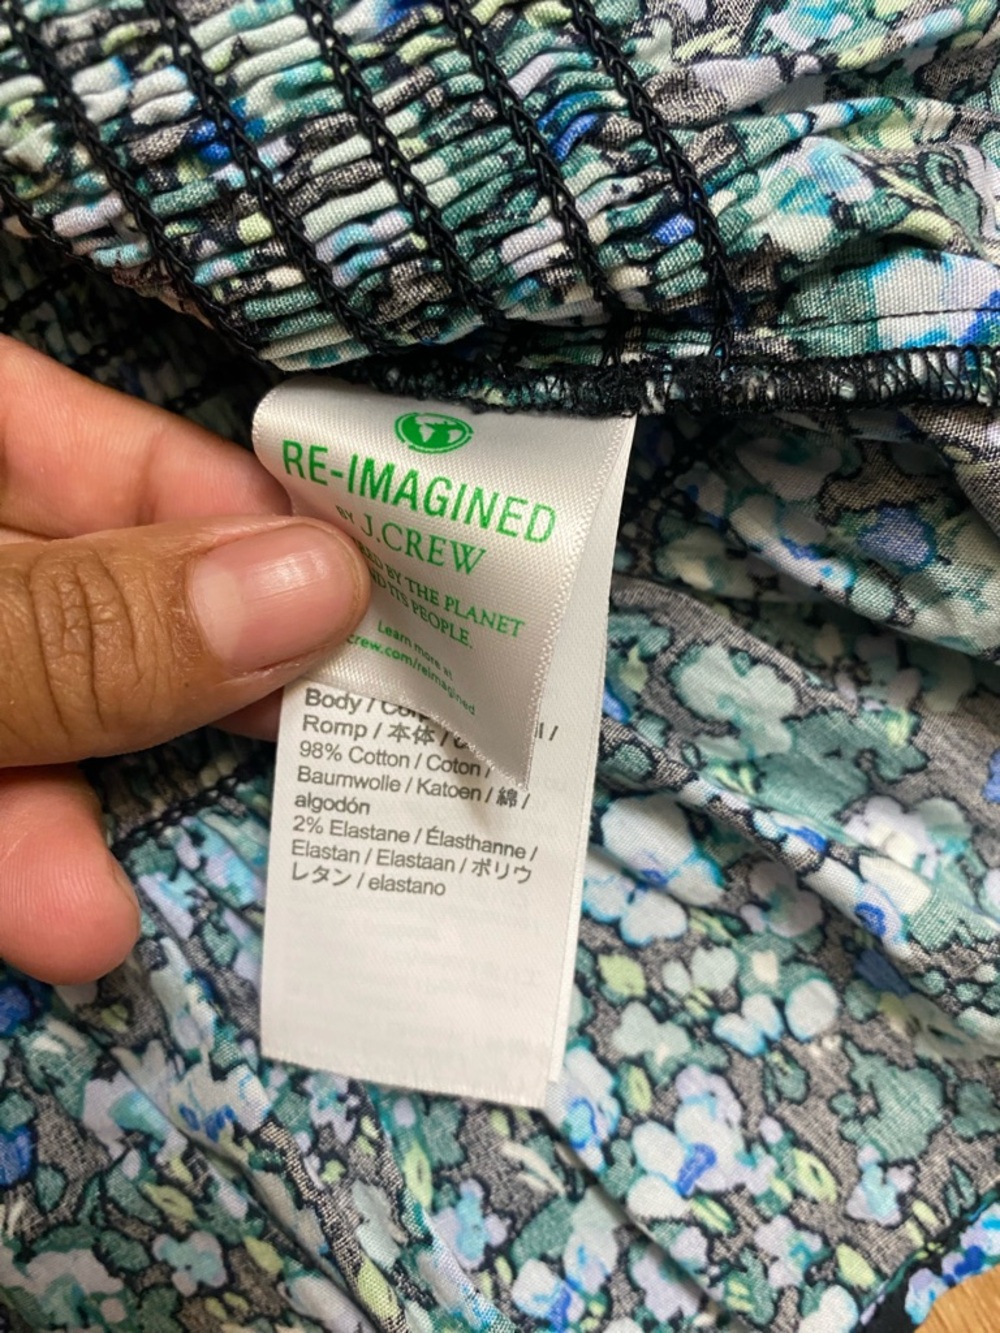 RE-IMAGINED
BY J.CREW
BY THE PLANET
ITS PEOPLE.
Learn more at
crew.com/reimagined
Body /
Romp / 本体 /
98% Cotton / Coton /
Baumwolle / Katoen / 綿 /
algodón
2% Elastane / Élasthanne /
Elastan / Elastaan / ポリウ
レタン / elastano